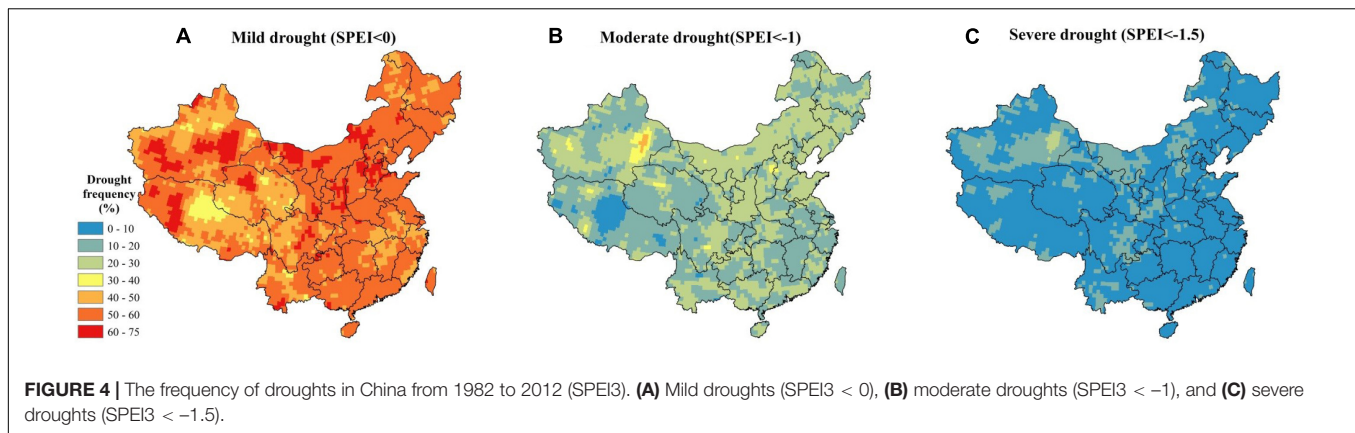 A Mild drought (SPEI<0)
B Moderate drought(SPEI<-1)
C Severe drought (SPEI<-1.5)
Drought
frequency
(%)
0 - 10
10 - 20
20 - 30
30 - 40
40 - 50
50 - 60
60 - 75
FIGURE 4 | The frequency of droughts in China from 1982 to 2012 (SPEI3). (A) Mild droughts (SPEI3 < 0), (B) moderate droughts (SPEI3 < –1), and (C) severe
droughts (SPEI3 < –1.5).